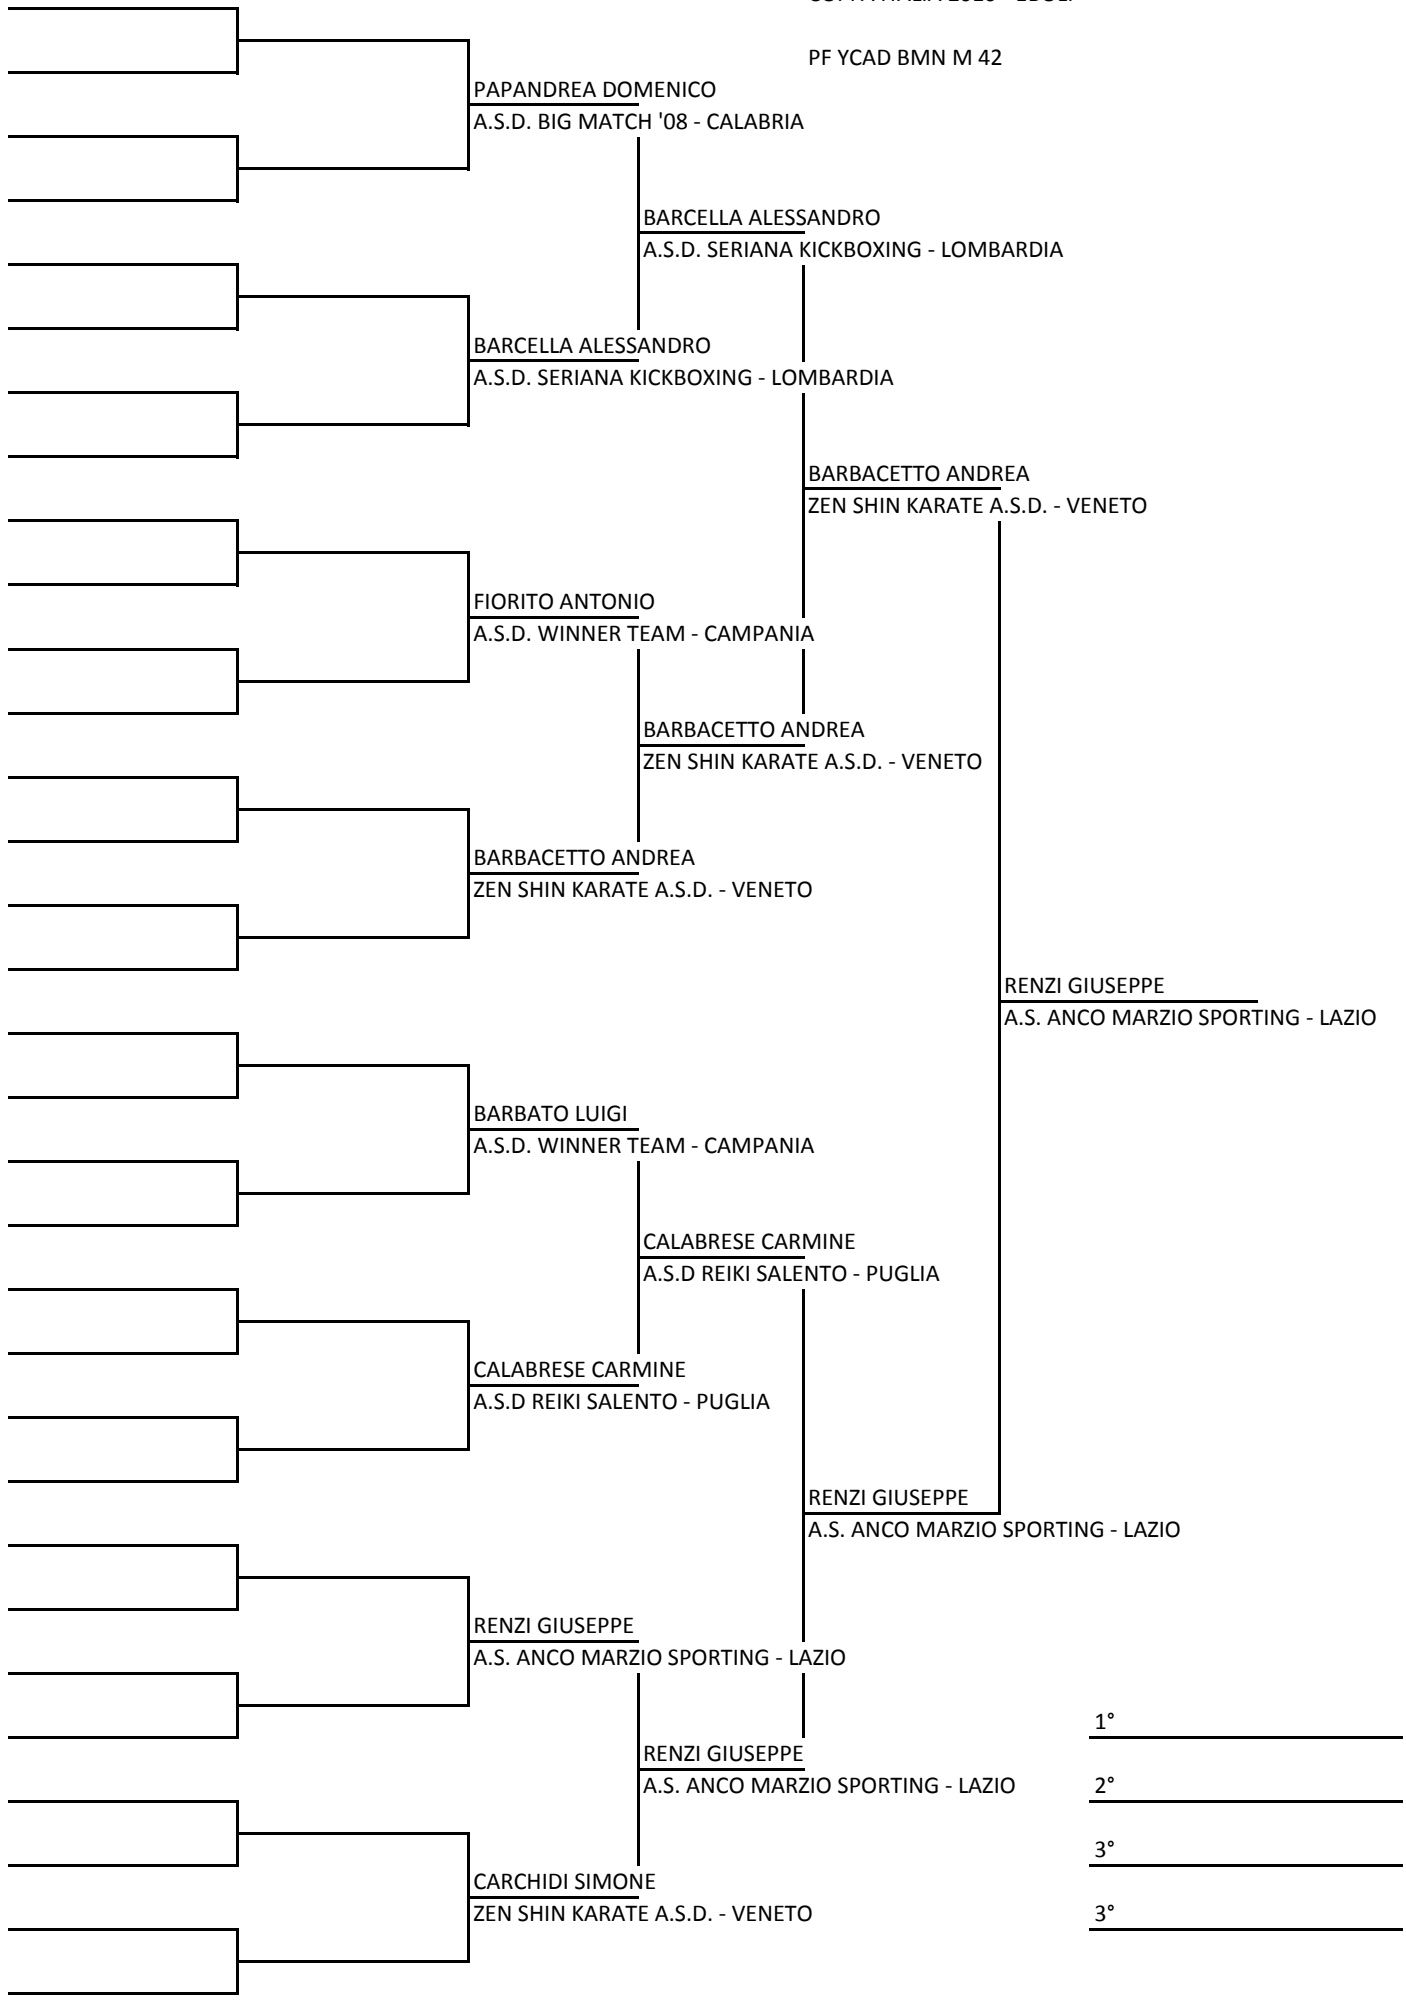 PF YCAD BMN M 42
PAPANDREA DOMENICO
A.S.D. BIG MATCH '08 - CALABRIA
BARCELLA ALESSANDRO
A.S.D. SERIANA KICKBOXING - LOMBARDIA
BARCELLA ALESSANDRO
A.S.D. SERIANA KICKBOXING - LOMBARDIA
BARBACETTO ANDREA
ZEN SHIN KARATE A.S.D. - VENETO
FIORITO ANTONIO
A.S.D. WINNER TEAM - CAMPANIA
BARBACETTO ANDREA
ZEN SHIN KARATE A.S.D. - VENETO
BARBACETTO ANDREA
ZEN SHIN KARATE A.S.D. - VENETO
RENZI GIUSEPPE
A.S. ANCO MARZIO SPORTING - LAZIO
BARBATO LUIGI
A.S.D. WINNER TEAM - CAMPANIA
CALABRESE CARMINE
A.S.D REIKI SALENTO - PUGLIA
CALABRESE CARMINE
A.S.D REIKI SALENTO - PUGLIA
RENZI GIUSEPPE
A.S. ANCO MARZIO SPORTING - LAZIO
RENZI GIUSEPPE
A.S. ANCO MARZIO SPORTING - LAZIO
1°
RENZI GIUSEPPE
A.S. ANCO MARZIO SPORTING - LAZIO
2°
3°
CARCHIDI SIMONE
ZEN SHIN KARATE A.S.D. - VENETO
3°